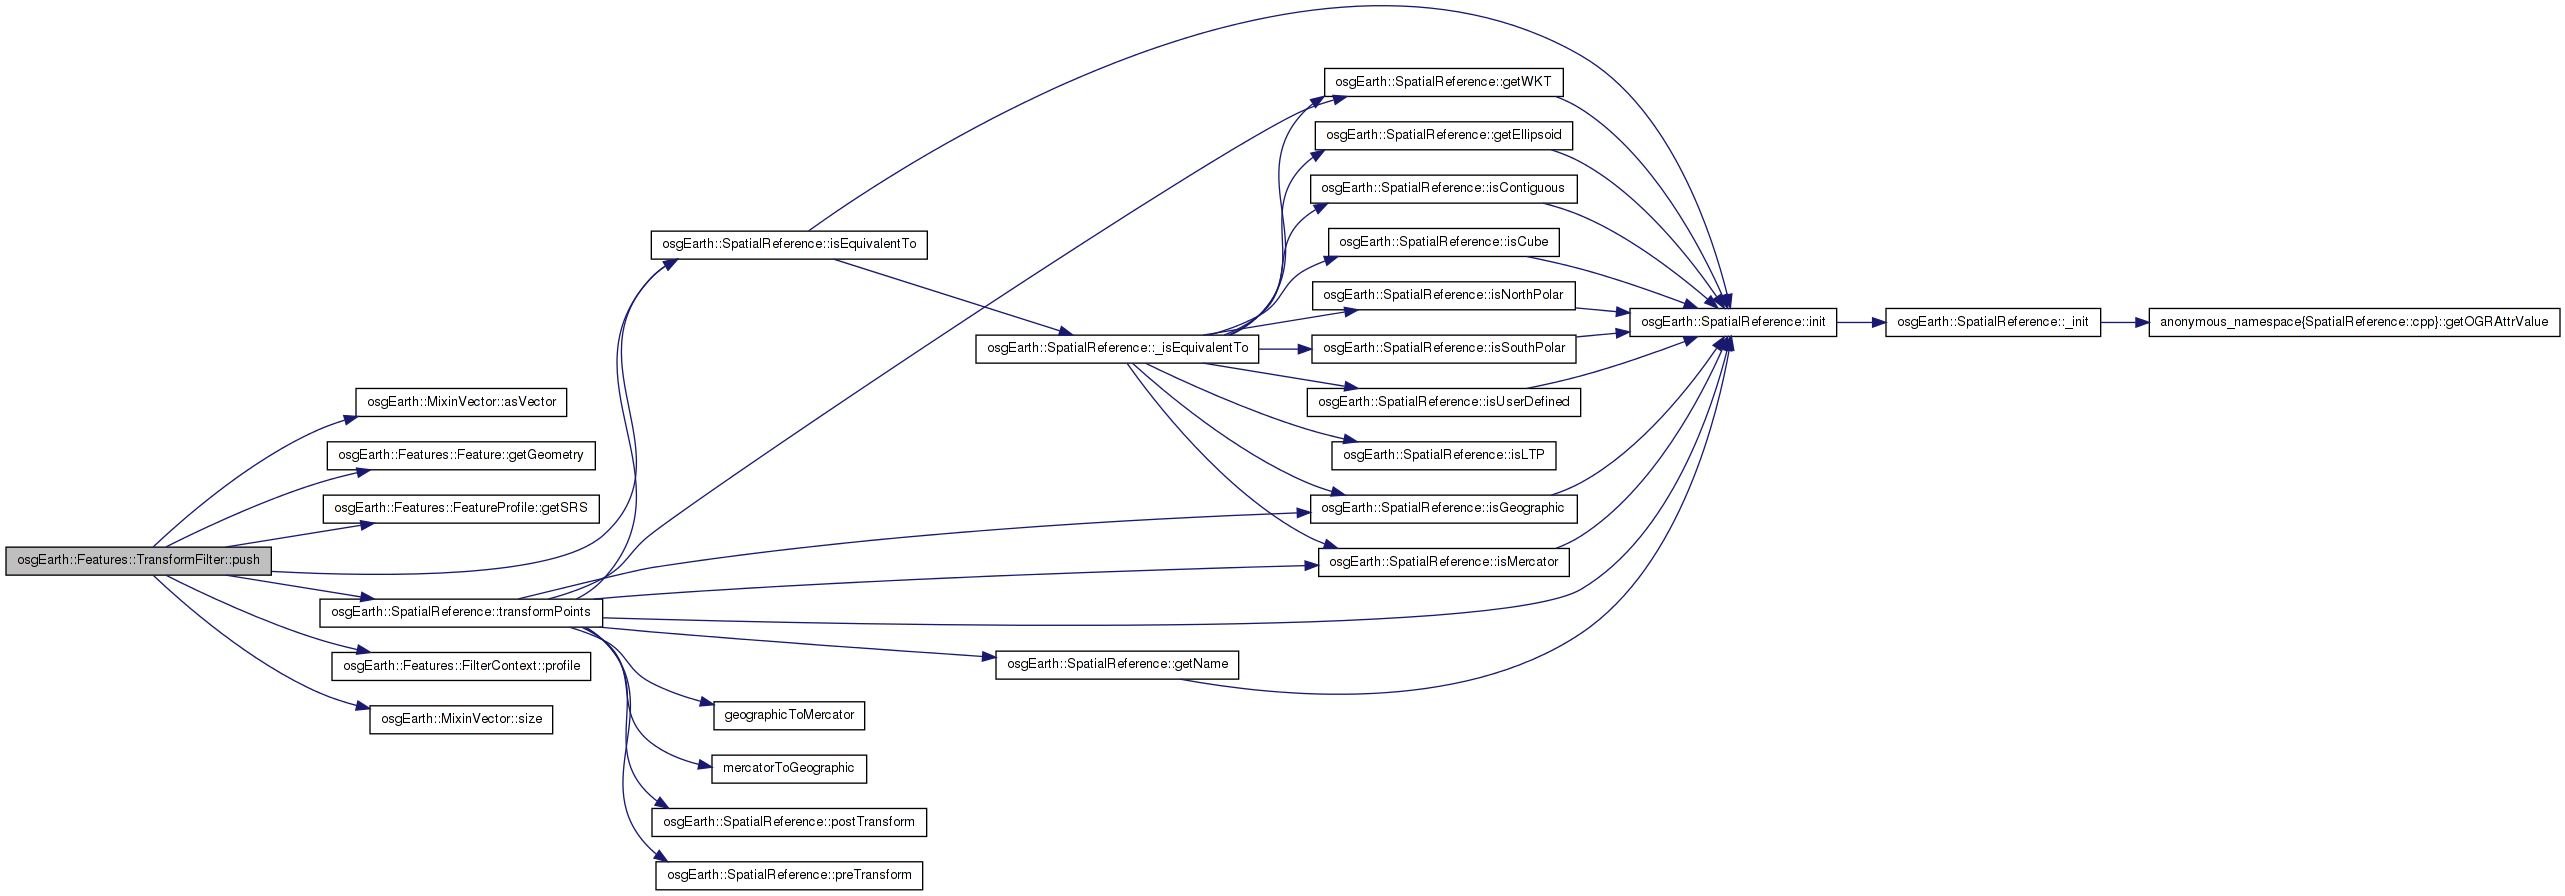 osgEarth::Features::TransformFilter::push
osgEarth::MixinVector::asVector
osgEarth::Features::Feature::getGeometry
osgEarth::Features::FeatureProfile::getSRS
osgEarth::SpatialReference::transformPoints
osgEarth::Features::FilterContext::profile
osgEarth::MixinVector::size
osgEarth::SpatialReference::isEquivalentTo
geographicToMercator
mercatorToGeographic
osgEarth::SpatialReference::postTransform
osgEarth::SpatialReference::preTransform
osgEarth::SpatialReference::_isEquivalentTo
osgEarth::SpatialReference::getName
osgEarth::SpatialReference::getWKT
osgEarth::SpatialReference::getEllipsoid
osgEarth::SpatialReference::isContiguous
osgEarth::SpatialReference::isCube
osgEarth::SpatialReference::isNorthPolar
osgEarth::SpatialReference::isSouthPolar
osgEarth::SpatialReference::isUserDefined
osgEarth::SpatialReference::isLTP
osgEarth::SpatialReference::isGeographic
osgEarth::SpatialReference::isMercator
osgEarth::SpatialReference::init
osgEarth::SpatialReference::_init
anonymous_namespace{SpatialReference::cpp}::getOGRAttrValue